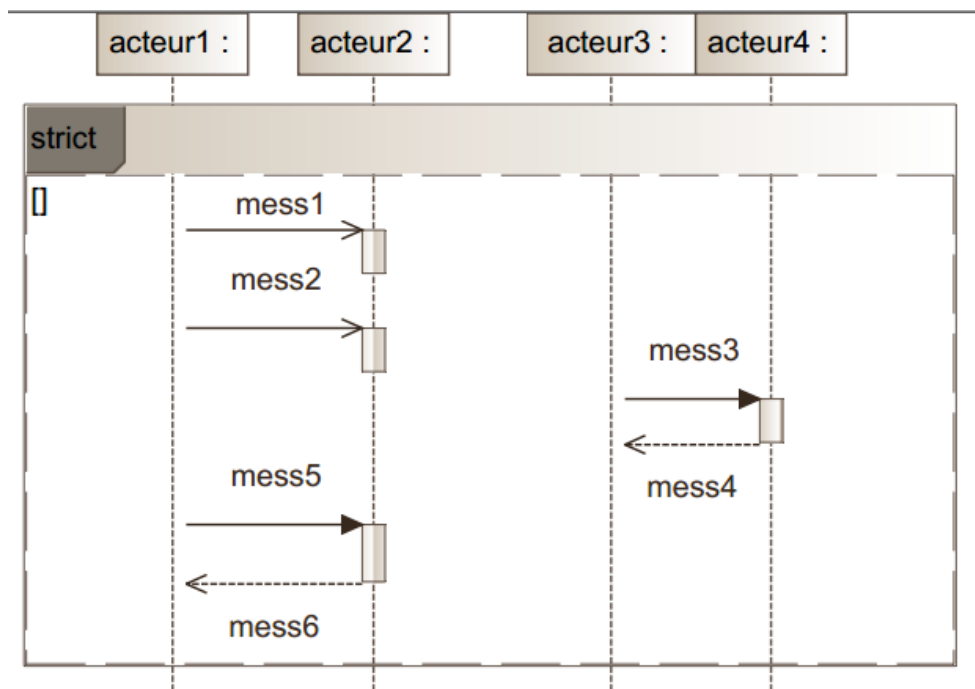 acteur1 :
acteur2 :
acteur3 :
acteur4 :
strict
[]
mess1
mess2
mess3
mess4
mess5
mess6